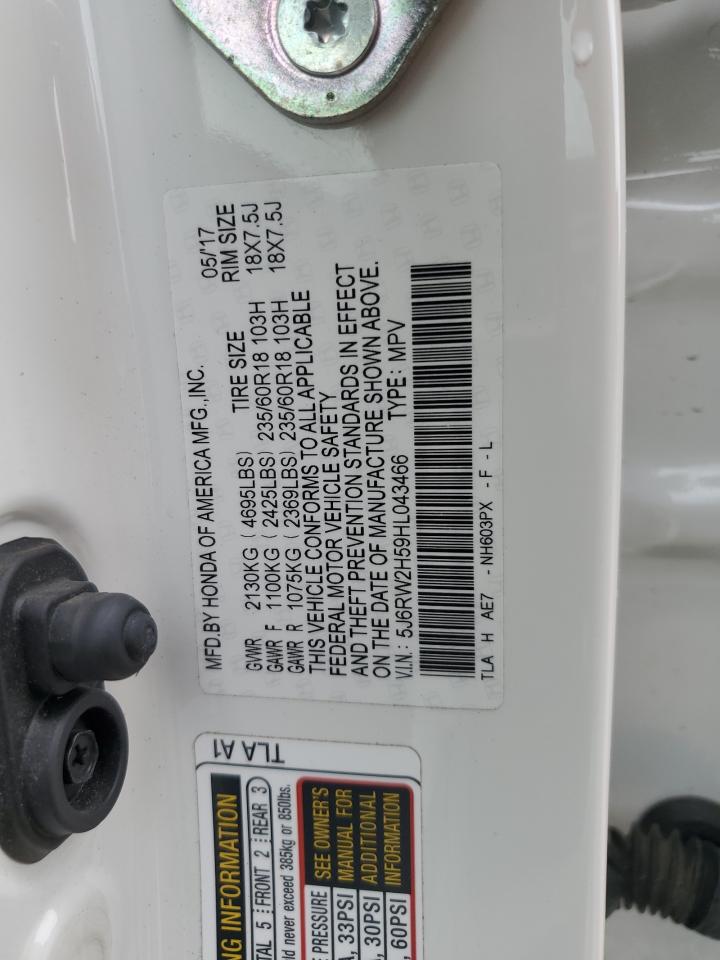 MFD.BY HONDA OF AMERICA MFG.,INC. 05/'17
GVWR 2130KG (4695LBS) TIRE SIZE RIM SIZE
GAWR F 1100KG (2425LBS) 235/60R18 103H 18X7.5J
GAWR R 1075KG (2369LBS) 235/60R18 103H 18X7.5J
THIS VEHICLE CONFORMS TO ALL APPLICABLE
FEDERAL MOTOR VEHICLE SAFETY
AND THEFT PREVENTION STANDARDS IN EFFECT
ON THE DATE OF MANUFACTURE SHOWN ABOVE.
V.I.N.: 5J6RW2H59HL043466 TYPE: MPV
TLA H AE7 - NH603PX - F - L
TLA A1
INFORMATION
5 FRONT 2 REAR 3
never exceed 385kg or 850lbs.
PRESSURE SEE OWNER'S
33PSI MANUAL FOR
30PSI ADDITIONAL
60PSI INFORMATION